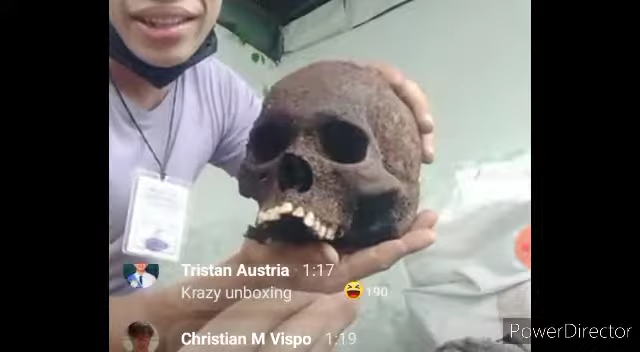 Tristan Austria · 1:17
Krazy unboxing
190
Christian M Vispo 1:19
PowerDirector